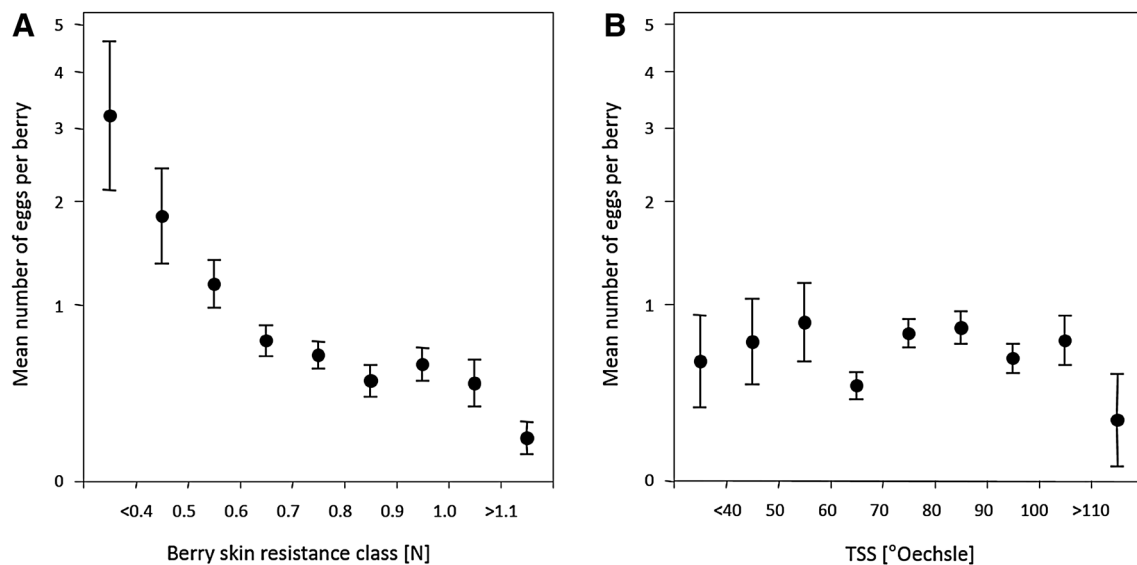 A
Mean number of eggs per berry
5
4
3
2
1
0
<0.4 0.5 0.6 0.7 0.8 0.9 1.0 >1.1
Berry skin resistance class [N]
B
Mean number of eggs per berry
5
4
3
2
1
0
<40 50 60 70 80 90 100 >110
TSS [°Oechsle]